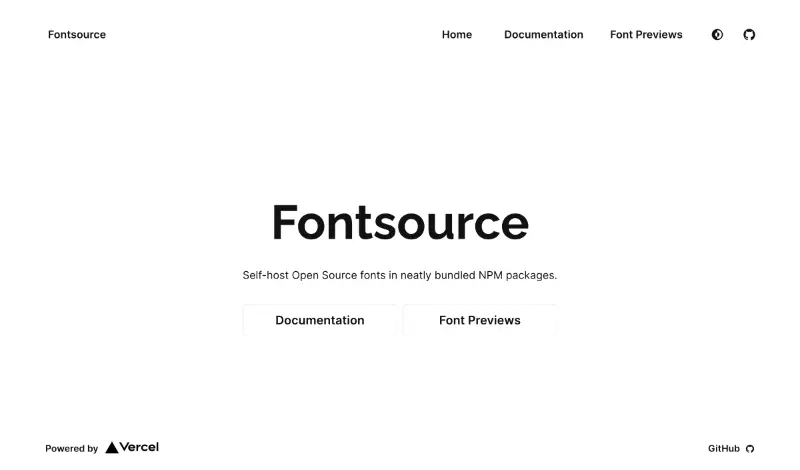 Fontsource
Home Documentation Font Previews
Fontsource
Self-host Open Source fonts in neatly bundled NPM packages.
Documentation Font Previews
Powered by Vercel GitHub